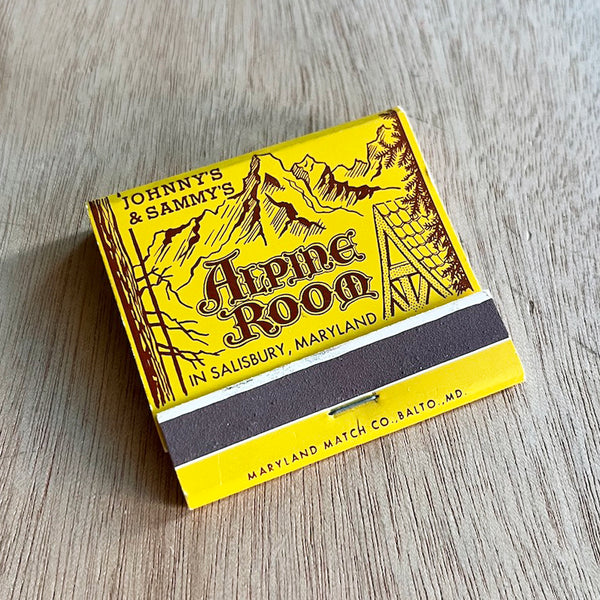 JOHNNY'S
& SAMMY'S
ALPINE
ROOM
IN SALISBURY, MARYLAND
MARYLAND MATCH CO., BALTO., MD.